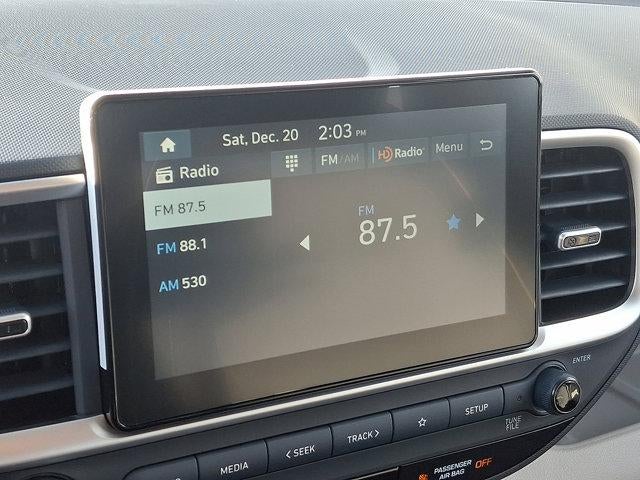 Sat, Dec. 20 2:03 PM
Radio FM/AM HD Radio Menu
FM 87.5
FM 88.1
AM 530
FM
87.5
ENTER
MEDIA < SEEK TRACK > SETUP
TUNE
FILE
PASSENGER
AIR BAG OFF